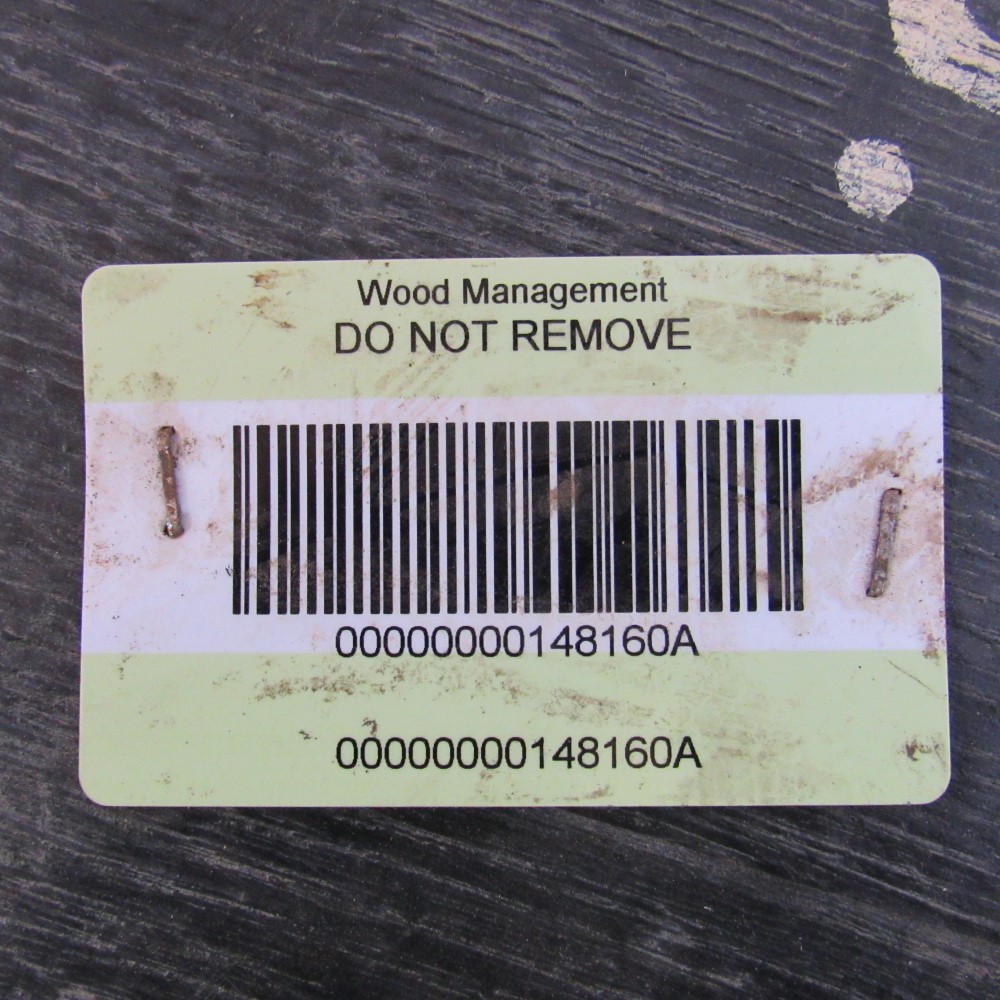 Wood Management
DO NOT REMOVE
00000000148160A
00000000148160A